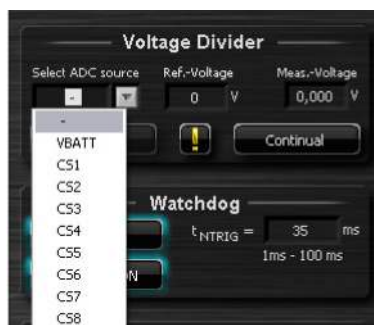 Voltage Divider
Select ADC source Ref.-Voltage Meas.-Voltage
- 0 V 0,000 V
-
! Continual
VBATT
CS1
CS2
CS3
Watchdog
CS4
tNTRIG = 35 ms
CS5
1ms - 100 ms
CS6
N
CS7
CS8